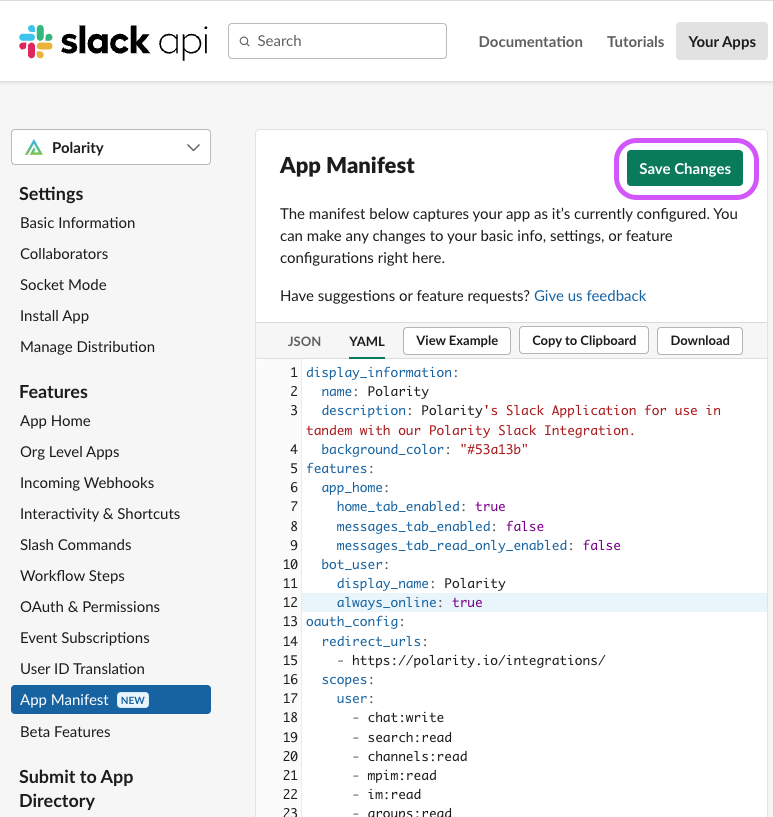 slack api
Search
Documentation
Tutorials
Your Apps
Polarity
Settings
Basic Information
Collaborators
Socket Mode
Install App
Manage Distribution
Features
App Home
Org Level Apps
Incoming Webhooks
Interactivity & Shortcuts
Slash Commands
Workflow Steps
OAuth & Permissions
Event Subscriptions
User ID Translation
App Manifest NEW
Beta Features
Submit to App
Directory
App Manifest
Save Changes
The manifest below captures your app as it’s currently configured. You
can make any changes to your basic info, settings, or feature
configurations right here.
Have suggestions or feature requests? Give us feedback
JSON
YAML
View Example
Copy to Clipboard
Download
1 display_information:
2   name: Polarity
3   description: Polarity's Slack Application for use in
tandem with our Polarity Slack Integration.
4   background_color: "#53a13b"
5 features:
6   app_home:
7     home_tab_enabled: true
8     messages_tab_enabled: false
9     messages_tab_read_only_enabled: false
10   bot_user:
11     display_name: Polarity
12     always_online: true
13 oauth_config:
14   redirect_urls:
15     - https://polarity.io/integrations/
16   scopes:
17     user:
18       - chat:write
19       - search:read
20       - channels:read
21       - mpim:read
22       - im:read
23       - groups:read